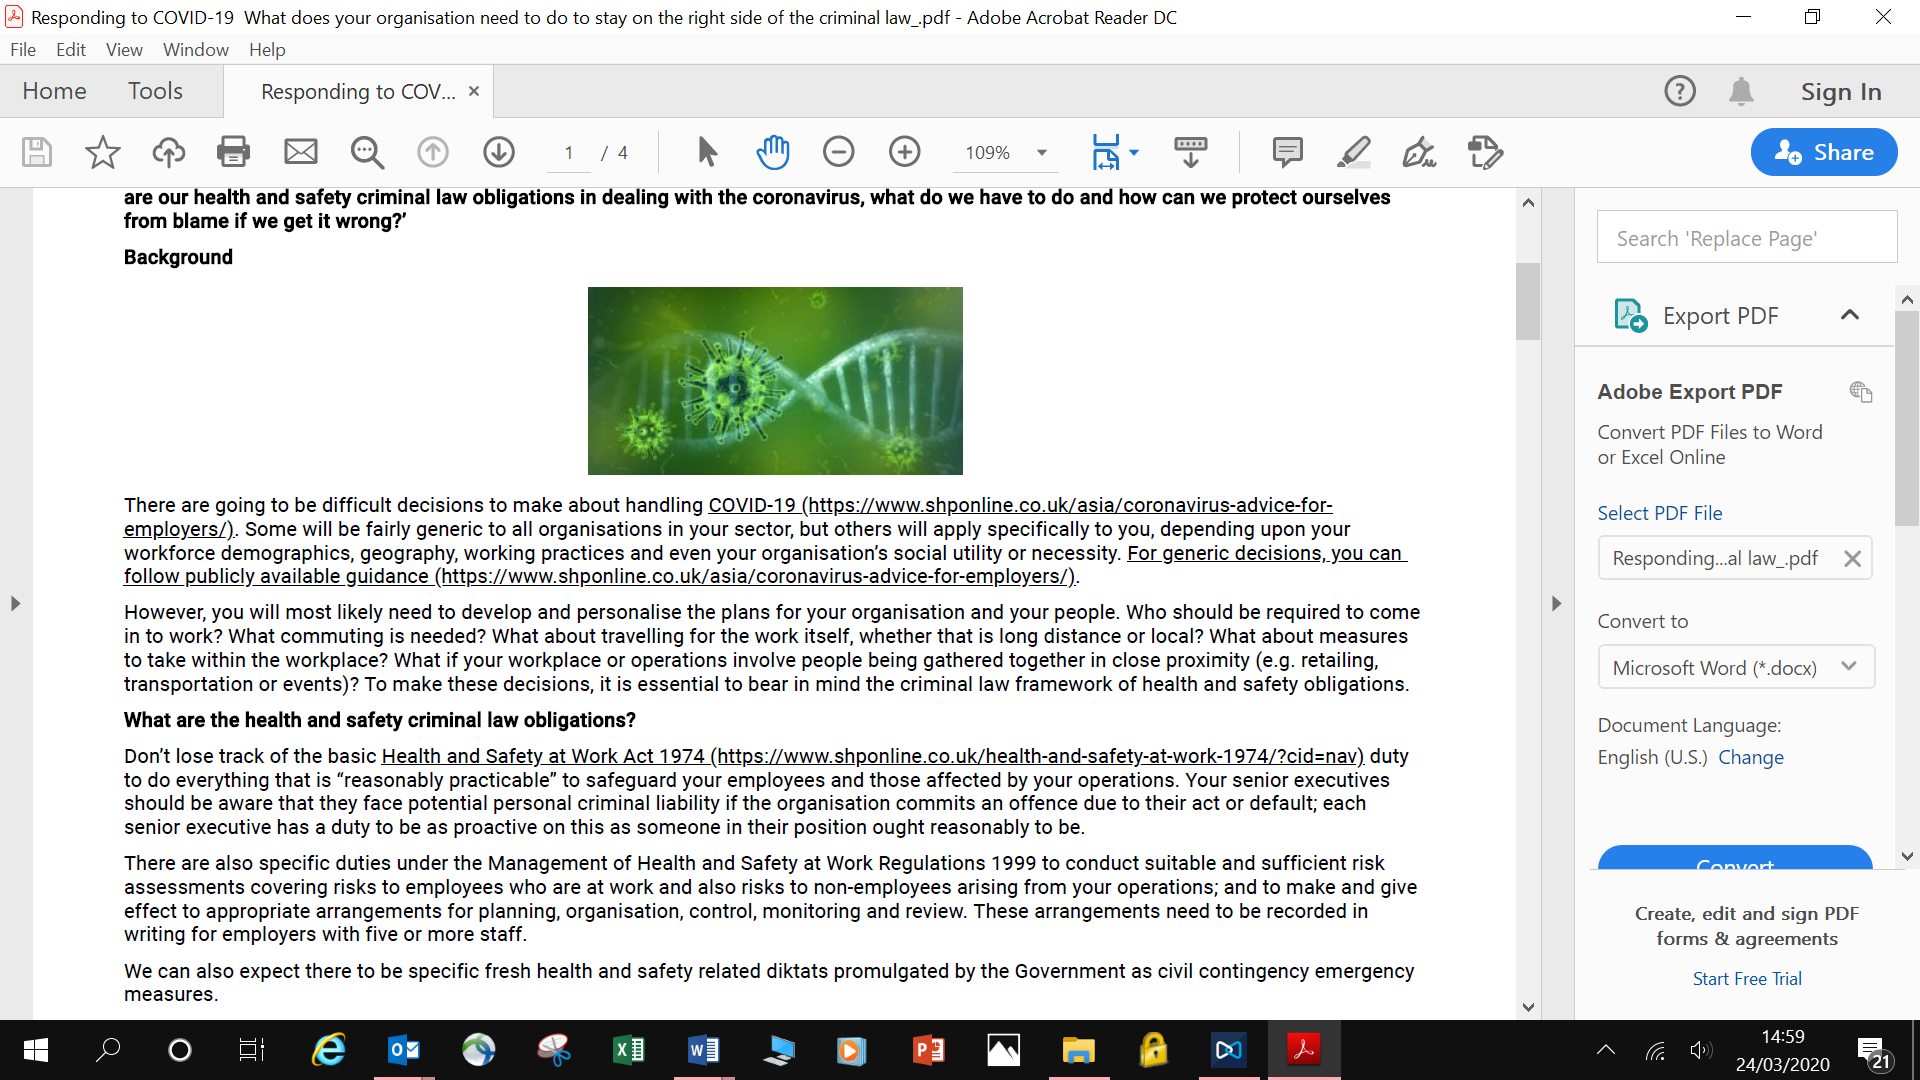 Responding to COVID-19  What does your organisation need to do to stay on the right side of the criminal law_.pdf - Adobe Acrobat Reader DC
File Edit View Window Help
Home Tools Responding to COV... Sign In
1 / 4 109% Share
are our health and safety criminal law obligations in dealing with the coronavirus, what do we have to do and how can we protect ourselves
from blame if we get it wrong?’
Background
There are going to be difficult decisions to make about handling COVID-19 (https://www.shponline.co.uk/asia/coronavirus-advice-for-
employers/). Some will be fairly generic to all organisations in your sector, but others will apply specifically to you, depending upon your
workforce demographics, geography, working practices and even your organisation’s social utility or necessity. For generic decisions, you can
follow publicly available guidance (https://www.shponline.co.uk/asia/coronavirus-advice-for-employers/).
However, you will most likely need to develop and personalise the plans for your organisation and your people. Who should be required to come
in to work? What commuting is needed? What about travelling for the work itself, whether that is long distance or local? What about measures
to take within the workplace? What if your workplace or operations involve people being gathered together in close proximity (e.g. retailing,
transportation or events)? To make these decisions, it is essential to bear in mind the criminal law framework of health and safety obligations.
What are the health and safety criminal law obligations?
Don’t lose track of the basic Health and Safety at Work Act 1974 (https://www.shponline.co.uk/health-and-safety-at-work-1974/?cid=nav) duty
to do everything that is “reasonably practicable” to safeguard your employees and those affected by your operations. Your senior executives
should be aware that they face potential personal criminal liability if the organisation commits an offence due to their act or default; each
senior executive has a duty to be as proactive on this as someone in their position ought reasonably to be.
There are also specific duties under the Management of Health and Safety at Work Regulations 1999 to conduct suitable and sufficient risk
assessments covering risks to employees who are at work and also risks to non-employees arising from your operations; and to make and give
effect to appropriate arrangements for planning, organisation, control, monitoring and review. These arrangements need to be recorded in
writing for employers with five or more staff.
We can also expect there to be specific fresh health and safety related diktats promulgated by the Government as civil contingency emergency
measures.
Search 'Replace Page'
Export PDF
Adobe Export PDF
Convert PDF Files to Word
or Excel Online
Select PDF File
Responding...al law_.pdf
Convert to
Microsoft Word (*.docx)
Document Language:
English (U.S.) Change
Convert
Create, edit and sign PDF
forms & agreements
Start Free Trial
14:59
24/03/2020
21